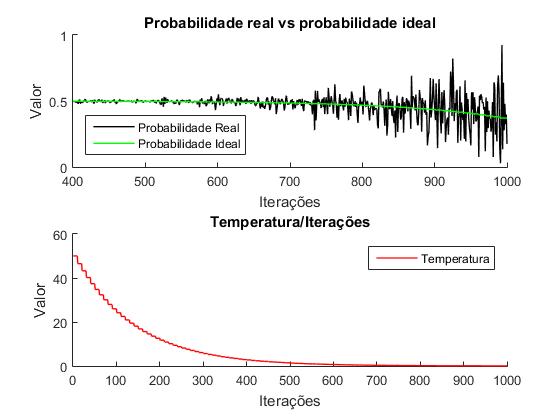 Probabilidade real vs probabilidade ideal
1
0.5
0
Valor
Probabilidade Real
Probabilidade Ideal
400 500 600 700 800 900 1000
Iterações
Temperatura/Iterações
60
40
20
0
Valor
Temperatura
0 100 200 300 400 500 600 700 800 900 1000
Iterações